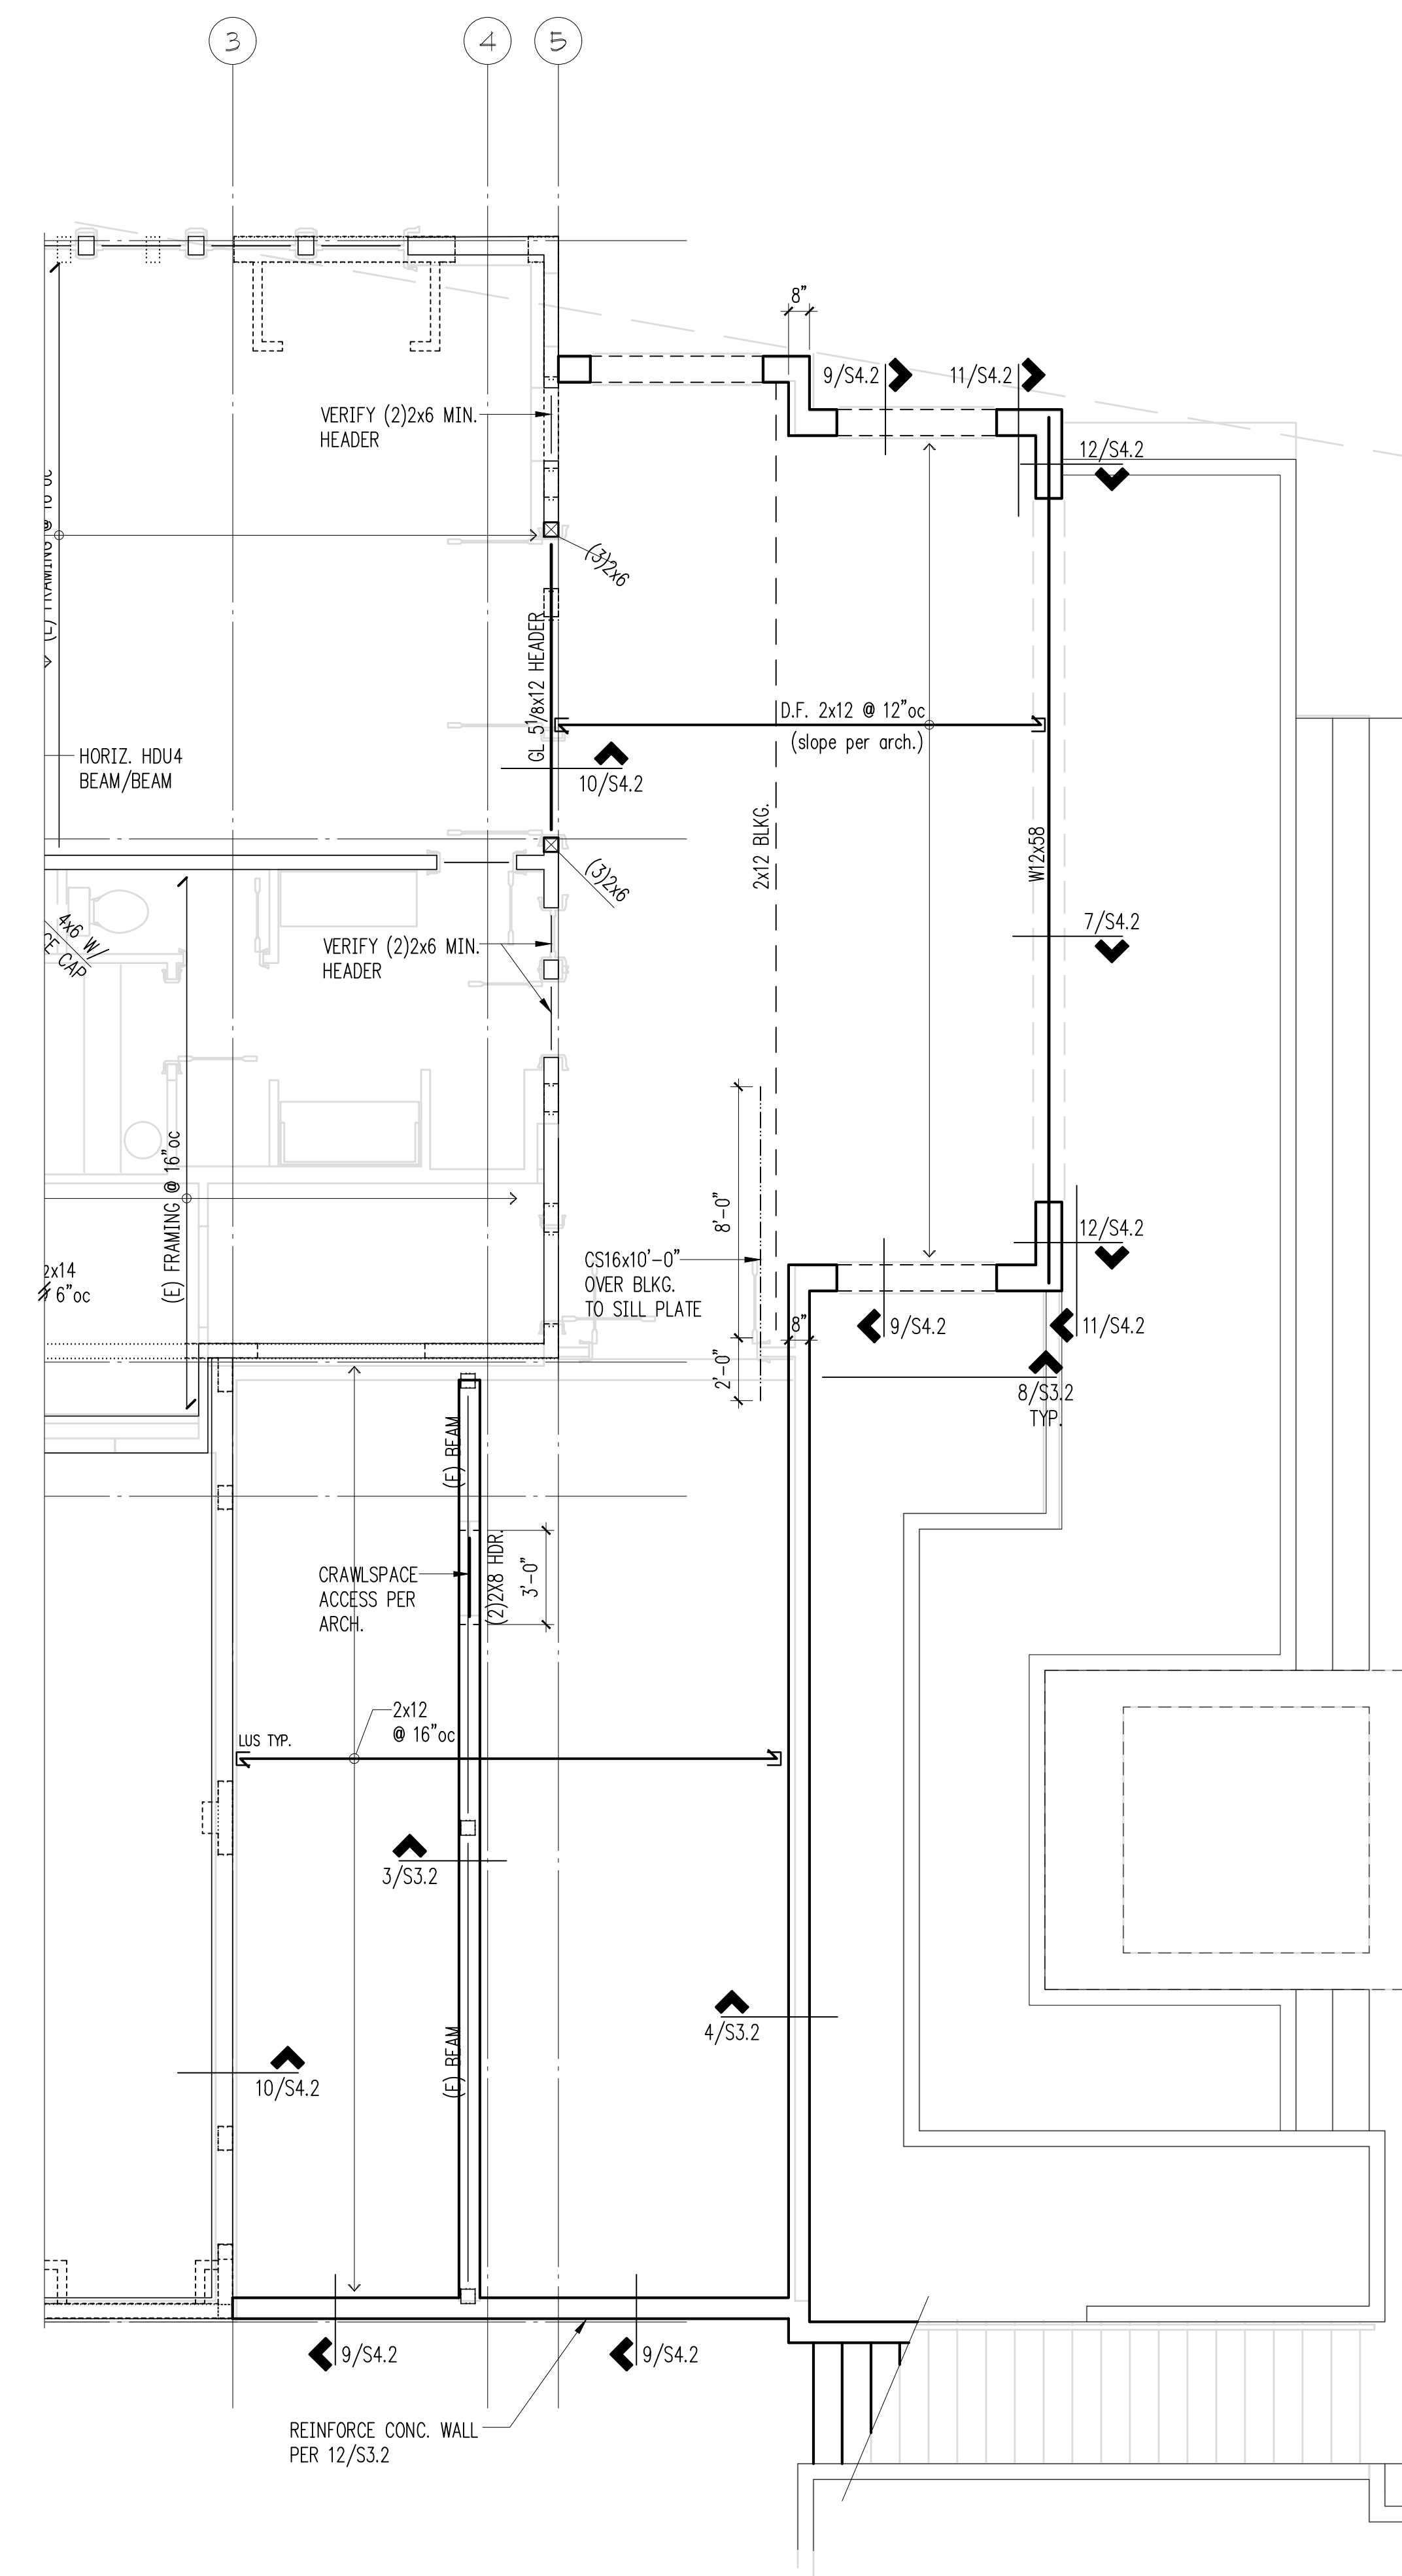 3
4
5
8"
9/S4.2
11/S4.2
VERIFY (2)2x6 MIN.
HEADER
12/S4.2
(E) FRAMING @ 16"oc
(3)2x6
GL 5 1/8x12 HEADER
D.F. 2x12 @ 12"oc
(slope per arch.)
HORIZ. HDU4
BEAM/BEAM
10/S4.2
2x12 BLKG.
W12x58
(3)2x6
4x6 W/
CAP
VERIFY (2)2x6 MIN.
HEADER
7/S4.2
(E) FRAMING @ 16"oc
8'-0"
12/S4.2
CS16x10'-0"
OVER BLKG.
TO SILL PLATE
2x14
6"oc
8"
9/S4.2
11/S4.2
2'-0"
8/S3.2
TYP.
(E) BEAM
CRAWLSPACE
ACCESS PER
ARCH.
(2)2X8 HDR.
3'-0"
2x12
@ 16"oc
LUS TYP.
3/S3.2
4/S3.2
(E) BEAM
10/S4.2
9/S4.2
9/S4.2
REINFORCE CONC. WALL
PER 12/S3.2